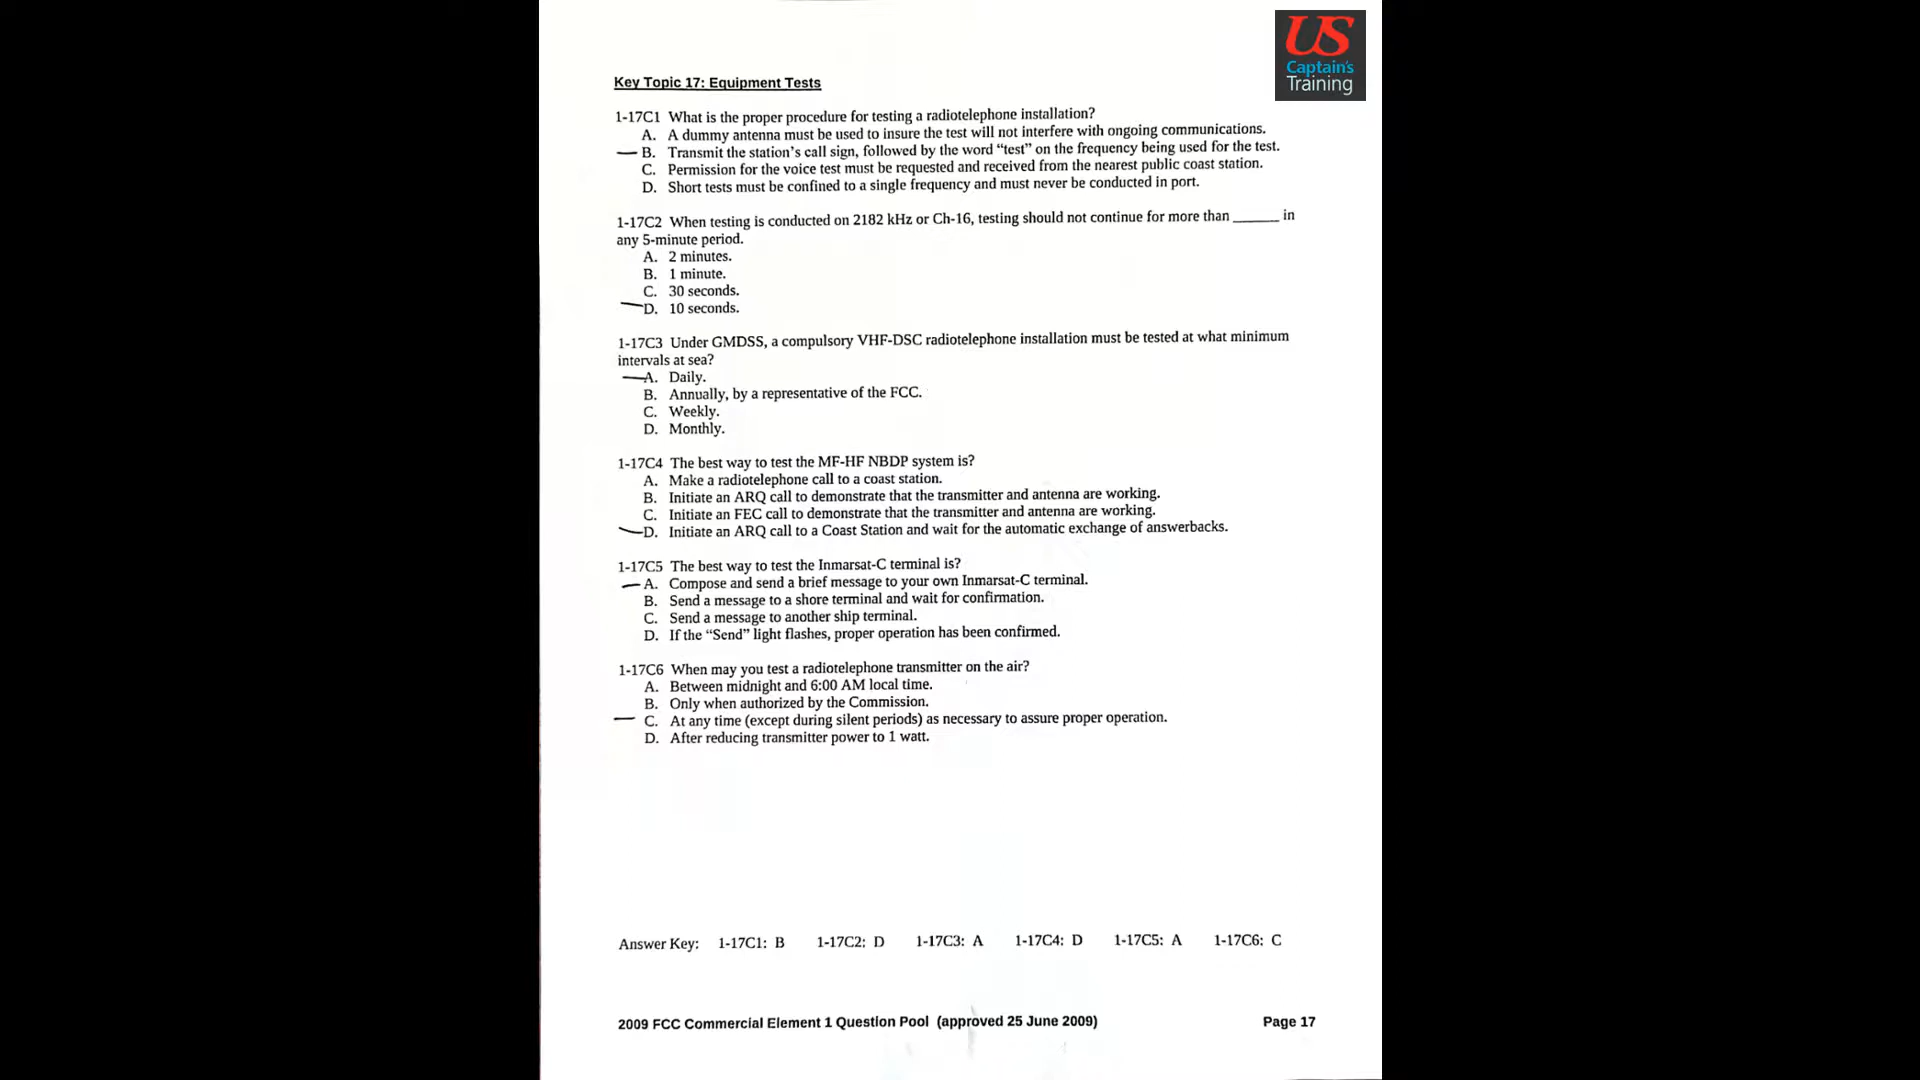 US
Captain's
Training
Key Topic 17: Equipment Tests
1-17C1 What is the proper procedure for testing a radiotelephone installation?
A. A dummy antenna must be used to insure the test will not interfere with ongoing communications.
B. Transmit the station's call sign, followed by the word “test” on the frequency being used for the test.
C. Permission for the voice test must be requested and received from the nearest public coast station.
D. Short tests must be confined to a single frequency and must never be conducted in port.
1-17C2 When testing is conducted on 2182 kHz or Ch-16, testing should not continue for more than ______ in
any 5-minute period.
A. 2 minutes.
B. 1 minute.
C. 30 seconds.
D. 10 seconds.
1-17C3 Under GMDSS, a compulsory VHF-DSC radiotelephone installation must be tested at what minimum
intervals at sea?
A. Daily.
B. Annually, by a representative of the FCC.
C. Weekly.
D. Monthly.
1-17C4 The best way to test the MF-HF NBDP system is?
A. Make a radiotelephone call to a coast station.
B. Initiate an ARQ call to demonstrate that the transmitter and antenna are working.
C. Initiate an FEC call to demonstrate that the transmitter and antenna are working.
D. Initiate an ARQ call to a Coast Station and wait for the automatic exchange of answerbacks.
1-17C5 The best way to test the Inmarsat-C terminal is?
A. Compose and send a brief message to your own Inmarsat-C terminal.
B. Send a message to a shore terminal and wait for confirmation.
C. Send a message to another ship terminal.
D. If the “Send” light flashes, proper operation has been confirmed.
1-17C6 When may you test a radiotelephone transmitter on the air?
A. Between midnight and 6:00 AM local time.
B. Only when authorized by the Commission.
C. At any time (except during silent periods) as necessary to assure proper operation.
D. After reducing transmitter power to 1 watt.
Answer Key: 1-17C1: B 1-17C2: D 1-17C3: A 1-17C4: D 1-17C5: A 1-17C6: C
2009 FCC Commercial Element 1 Question Pool (approved 25 June 2009) Page 17